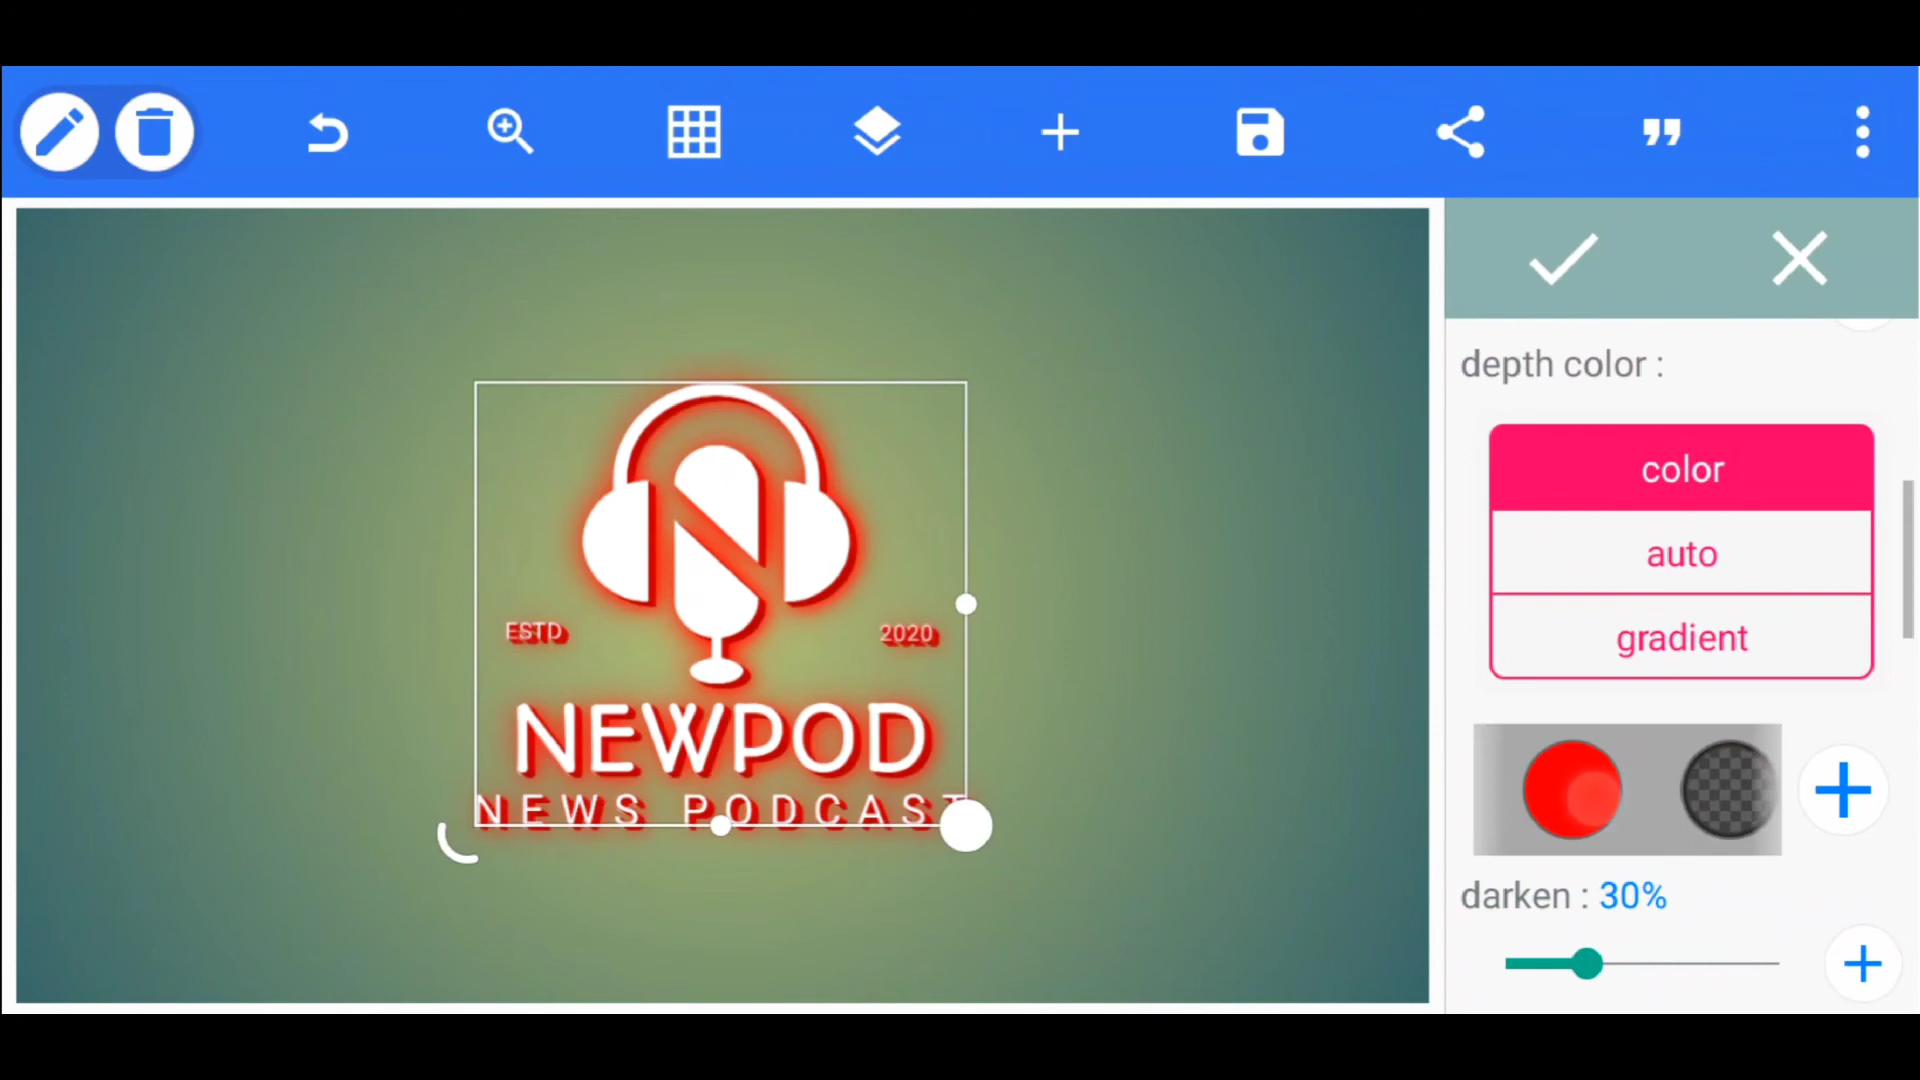 depth color :
color
auto
gradient
darken : 30%
ESTD
2020
NEWPOD
NEWS PODCAST